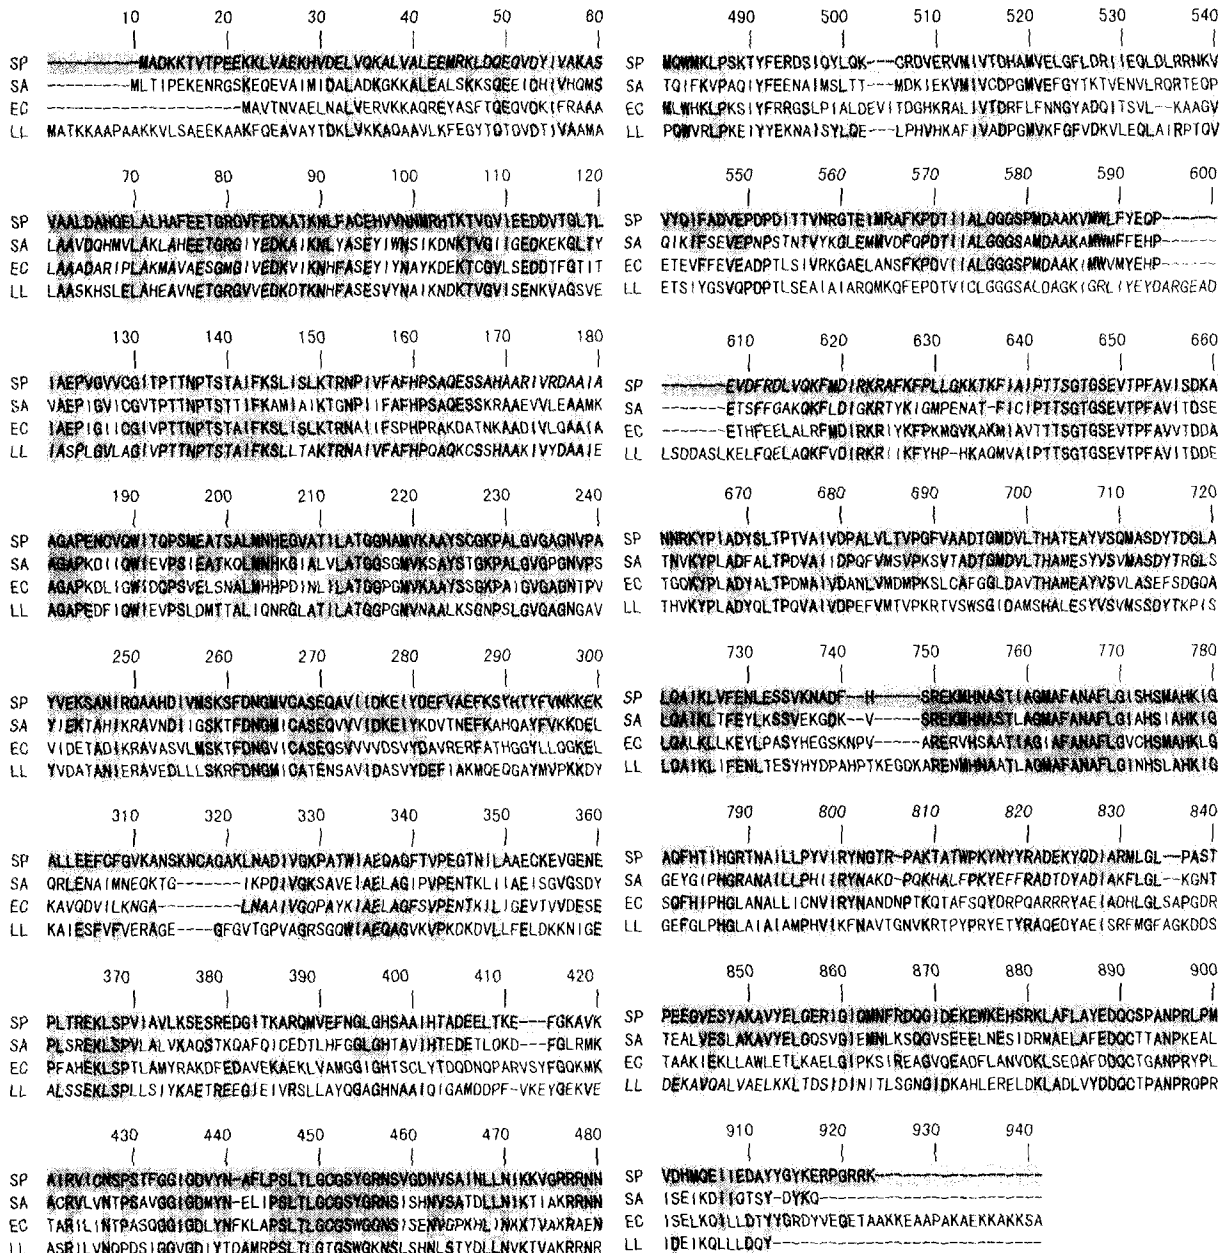 10 20 30 40 50 60
SP ----------MADKKTVTPEEKKLVAEKHVDELVQKALVALEEMRKLDQEQVDYIVAKAS
SA ---------MLTIPEKENRGSKEQEVAIMIDALADKGKKALEALSKKSQEEIDHIVHQMS
EC ---------------------MAVTNVAELNALVERVKKAQREYASFTQEQVDKIFRAAA
LL MATKKAAPAAKKVLSAEEKAAKFQEAVAYTDKLVKKAQAAVLKFEGYTQTQVDTIVAAMA
70 80 90 100 110 120
SP VAALDAHGELALHAFEETGRGVFEDKATKNLFACEHVVNNMRHTKTVGVIEEDDVTGLTL
SA LAAVDQHMVLAKLAHEETGRGIYEDKAIKNLYASEYIWNSIKDNKTVGIIGEDKEKGLTY
EC LAAADARIPLAKMAVAESGMGIVEDKVIKNHFASEYIYNAYKDEKTCGVLSEDDTFGTIT
LL LAASKHSLELAHEAVNETGRGVVEDKDTKNHFASESVYNAIKNDKTVGVISENKVAGSVE
130 140 150 160 170 180
SP IAEPVGVVCGITPTTNPTSTAIFKSLISLKTRNPIVFAFHPSAQESSAHAARIVRDAAIA
SA VAEPIGVICGVTPTTNPTSTTIFKAMIAIKTGNPIIFAFHPSAQESSKRAAEVVLEAAMK
EC IAEPIGIICGIVPTTNPTSTAIFKSLISLKTRNAIIFSPHPRAKDATNKAADIVLQAAIA
LL IASPLGVLAGIVPTTNPTSTAIFKSLLTAKTRNAIVFAFHPQAQKCSSHAAKIVYDAAIE
190 200 210 220 230 240
SP AGAPENCVQWITQPSMEATSALMNHEGVATILATGGNAMVKAAYSCGKPALGVGAGNVPA
SA AGAPKDIIQWIEVPSIEATKQLMNHKGIALVLATGGSGMVKSAYSTGKPALGVGPGNVPS
EC AGAPKDLIGWIDQPSVELSNALMHHPDINLILATGGPGMVKAAYSSGKPAIGVGAGNTPV
LL AGAPEDFIQWIEVPSLDMTTALIQNRGLATILATGGPGMVNAALKSGNPSLGVGAGNGAV
250 260 270 280 290 300
SP YVEKSANIRQAAHDIVMSKSFDNGMVCASEQAVIIDKEIYDEFVAEFKSYHTYFVNKKEK
SA YIEKTAHIKRAVNDIIGSKTFDNGMICASEQVVVIDKEIYKDVTNEFKAHQAYFVKKDEL
EC VIDETADIKRAVASVLMSKTFDNGVICASEQSVVVVDSVYDAVRERFATHGGYLLQGKEL
LL YVDATANIERAVEDLLLSKRFDNGMICATENSAVIDASVYDEFIAKMQEQGAYMVPKKDY
310 320 330 340 350 360
SP ALLEEFCFGVKANSKNCAGAKLNADIVGKPATWIAEQAGFTVPEGTNILAAECKEVGENE
SA QRLENAIMNEQKTG-------IKPDIVGKSAVEIAELAGIPVPENTKLIIAEISGVGSDY
EC KAVQDVILKNGA---------LNAAIVGQPAYKIAELAGFSVPENTKILIGEVTVVDESE
LL KAIESFVFVERAGE----GFGVTGPVAGRSGQWIAEQAGVKVPKDKDVLLFELDKKNIGE
370 380 390 400 410 420
SP PLTREKLSPVIAVLKSESREDGITKARQMVEFNGLGHSAAIHTADEELTKE---FGKAVK
SA PLSREKLSPVLALVKAQSTKQAFQICEDTLHFGGLGHTAVIHTEDETLQKD---FGLRMK
EC PFAHEKLSPTLAMYRAKDFEDAVEKAEKLVAMGGIGHTSCLYTDQDNQPARVSYFGQKMK
LL ALSSEKLSPLLSIYKAETREEGIEIVRSLLAYQGAGHNAAIQIGAMDDPF-VKEYGEKVE
430 440 450 460 470 480
SP AIRVICNSPSTFGGIGDVYN-AFLPSLTLGCGSYGRNSVGDNVSAINLLNIKKVGRRRNN
SA ACRVLVNTPSAVGGIGDMYN-ELIPSLTLGCGSYGRNSISHNVSATDLLNIKTIAKRRNN
EC TARILINTPASQGGIGDLYNFKLAPSLTLGCGSWGGNSISENVGPKHLINKKTVAKRAEN
LL ASRILVNQPDSIGGVGDIYTDAMRPSLTLGTGSWGKNSLSHNLSTYDLLNVKTVAKRRNR
490 500 510 520 530 540
SP MQWMKLPSKTYFERDSIQYLQK---CRDVERVMIVTDHAMVELGFLDRIIEQLDLRRNKV
SA TQIFKVPAQIYFEENAIMSLTT---MDKIEKVMIVCDPGMVEFGYTKTVENVLRQRTEQP
EC MLWHKLPKSIYFRRGSLPIALDEVITDGHKRALIVTDRFLFNNGYADQITSVL--KAAGV
LL PQWVRLPKEIYYEKNAISYLQE---LPHVHKAFIVADPGMVKFGFVDKVLEQLAIRPTQV
550 560 570 580 590 600
SP VYQIFADVEPDPDITTVNRGTEIMRAFKPDTIIALGGGSPMDAAKVMWLFYEQP------
SA QIKIFSEVEPNPSTNTVYKGLEMMVDFQPDTIIALGGGSAMDAAKAMWMFFEHP------
EC ETEVFFEVEADPTLSIVRKGAELANSFKPDVIIALGGGSPMDAAKIMWVMYEHP------
LL ETSIYGSVQPDPTLSEAIAIARQMKQFEPDTVICLGGGSALDAGKIGRLIYEYDARGEAD
610 620 630 640 650 660
SP -------EVDFRDLVQKFMDIRKRAFKFPLLGKKTKFIAIPTTSGTGSEVTPFAVISDKA
SA -------ETSFFGAKQKFLDIGKRTYKIGMPENAT-FICIPTTSGTGSEVTPFAVITDSE
EC -------ETHFEELALRFMDIRKRIYKFPKMGVKAKMIAVTTTSGTGSEVTPFAVVTDDA
LL LSDDASLKELFQELAQKFVDIRKRIIKFYHP-HKAQMVAIPTTSGTGSEVTPFAVITDDE
670 680 690 700 710 720
SP NNRKYPIADYSLTPTVAIVDPALVLTVPGFVAADTGMDVLTHATEAYVSQMASDYTDGLA
SA TNVKYPLADFALTPDVAIIDPQFVMSVPKSVTADTGMDVLTHAMESYVSVMASDYTRGLS
EC TGQKYPLADYALTPDMAIVDANLVMDMPKSLCAFGGLDAVTHAMEAYVSVLASEFSDGQA
LL THVKYPLADYQLTPQVAIVDPEFVMTVPKRTVSWSGIDAMSHALESYVSVMSSDYTKPIS
730 740 750 760 770 780
SP LQAIKLVFENLESSVKNADF--H-----SREKMHNASTIAGMAFANAFLGISHSMAHKIG
SA LQAIKLTFEYLKSSVEKGDK--V-----SREKMHNASTLAGMAFANAFLGIAHSIAHKIG
EC LQALKLLKEYLPASYHEGSKNPV-----ARERVHSAATIAGIAFANAFLGVCHSMAHKLG
LL LQAIKLIFENLTESYHYDPAHPTKEGDKARENMHNAATLAGMAFANAFLGINHSLAHKIG
790 800 810 820 830 840
SP AQFHTIHGRTNAILLPYVIRYNGTR-PAKTATWPKYNYYRADEKYQDIARMLGL--PAST
SA GEYGIPHGRANAILLPHIIRYNAKD-PQKHALFPKYEFFRADTDYADIAKFLGL--KGNT
EC SQFHIPHGLANALLICNVIRYNANDNPTKQTAFSQYDRPQARRRYAEIADHLGLSAPGDR
LL GEFGLPHGLAIAIAMPHVIKFNAVTGNVKRTPYPRYETYRAQEDYAEISRFMGFAGKDDS
850 860 870 880 890 900
SP PEEGVESYAKAVYELGERIGIQMNFRDQGIDEKEWKEHSRKLAFLAYEDQCSPANPRLPM
SA TEALVESLAKAVYELGQSVGIEMNLKSQGVSEEELNESIDRMAELAFEDQCTTANPKEAL
EC TAAKIEKLLAWLETLKAELGIPKSIREAGVQEADFLANVDKLSEDAFDDQCTGANPRYPL
LL DEKAVQALVAELKKLTDSIDINITLSGNGIDKAHLERELDKLADLVYDDQCTPANPRQPR
910 920 930 940
SP VDHMQEIIEDAYYGYKERPGRRK------------------
SA ISEIKDIIQTSY-DYKQ------------------------
EC ISELKQILLDTYYGRDYVEGETAAKKEAAPAKAEKKAKKSA
LL IDEIKQLLLDQY-----------------------------